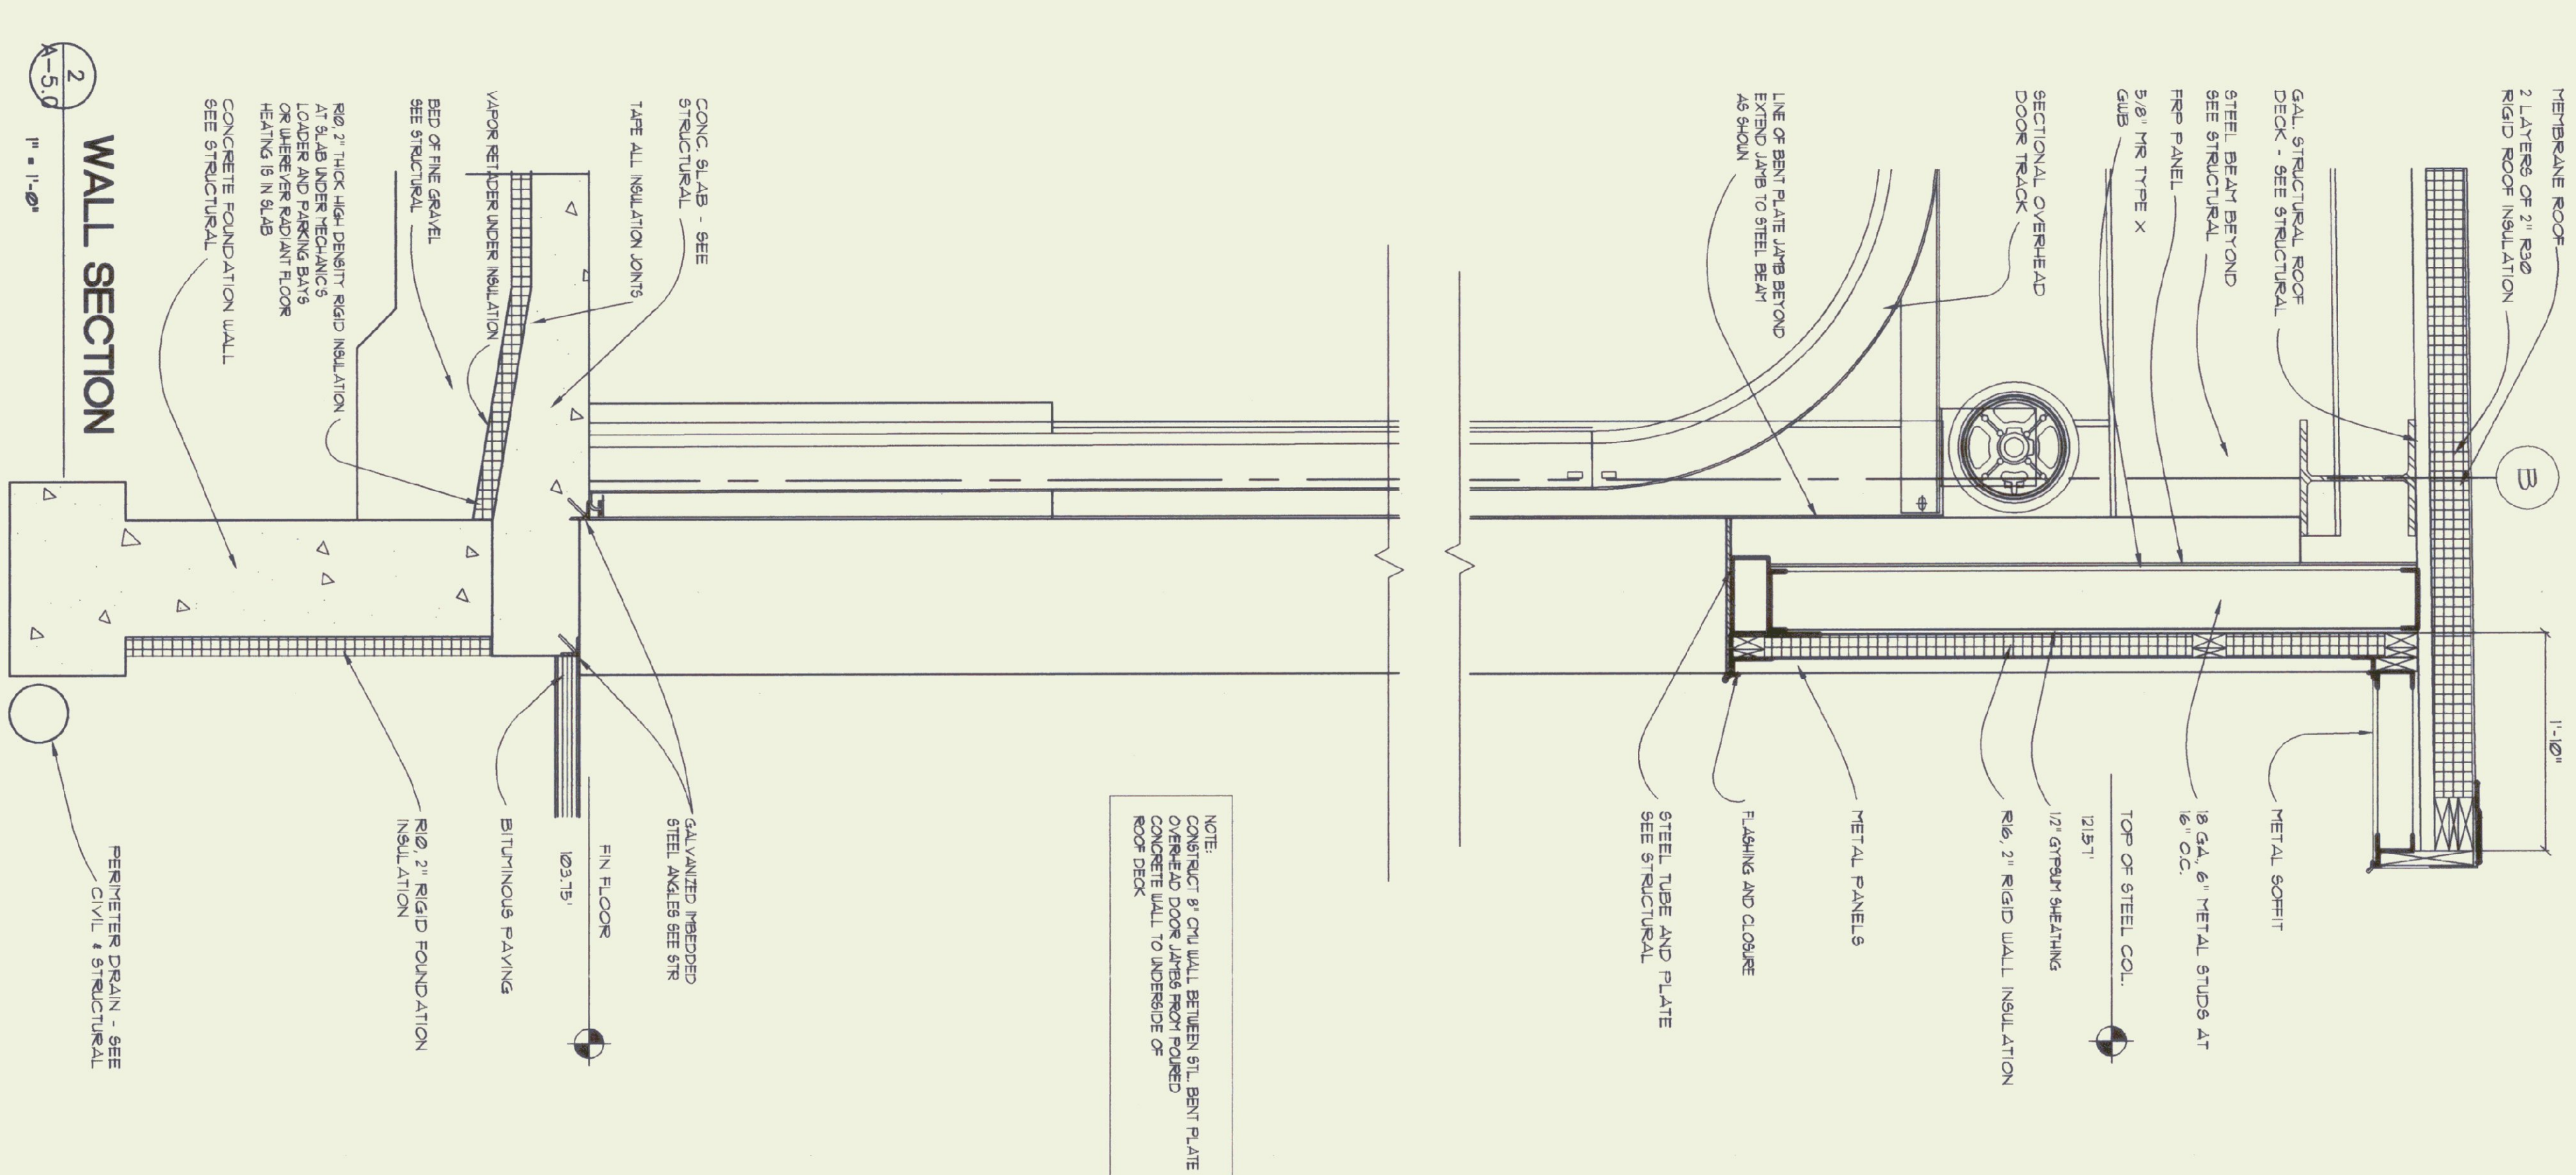 MEMBRANE ROOF
2 LAYERS OF 2" R30
RIGID ROOF INSULATION
GAL. STRUCTURAL ROOF
DECK - SEE STRUCTURAL
STEEL BEAM BEYOND
SEE STRUCTURAL
FRP PANEL
5/8" MR TYPE X
GWB
SECTIONAL OVERHEAD
DOOR TRACK
LINE OF BENT PLATE JAMB BEYOND
EXTEND JAMB TO STEEL BEAM
AS SHOWN
B
1'-10"
METAL SOFFIT
18 GA, 6" METAL STUDS AT
16" O.C.
TOP OF STEEL COL.
121.57'
1/2" GYPSUM SHEATHING
R16, 2" RIGID WALL INSULATION
METAL PANELS
FLASHING AND CLOSURE
STEEL TUBE AND PLATE
SEE STRUCTURAL
NOTE:
CONSTRUCT 8" CMU WALL BETWEEN STL. BENT PLATE
OVERHEAD DOOR JAMBS FROM POURED
CONCRETE WALL TO UNDERSIDE OF
ROOF DECK
CONC. SLAB - SEE
STRUCTURAL
TAPE ALL INSULATION JOINTS
VAPOR RETADER UNDER INSULATION
BED OF FINE GRAVEL
SEE STRUCTURAL
R10, 2" THICK HIGH DENSITY RIGID INSULATION
AT SLAB UNDER MECHANIC'S
LOADER AND PARKING BAYS
OR WHEREVER RADIANT FLOOR
HEATING IS IN SLAB
CONCRETE FOUNDATION WALL
SEE STRUCTURAL
GALVANIZED IMBEDDED
STEEL ANGLES SEE STR
FIN FLOOR
103.75'
BITUMINOUS PAVING
R10, 2" RIGID FOUNDATION
INSULATION
PERIMETER DRAIN - SEE
CIVIL & STRUCTURAL
2
A-5.0
WALL SECTION
1" = 1'-0"